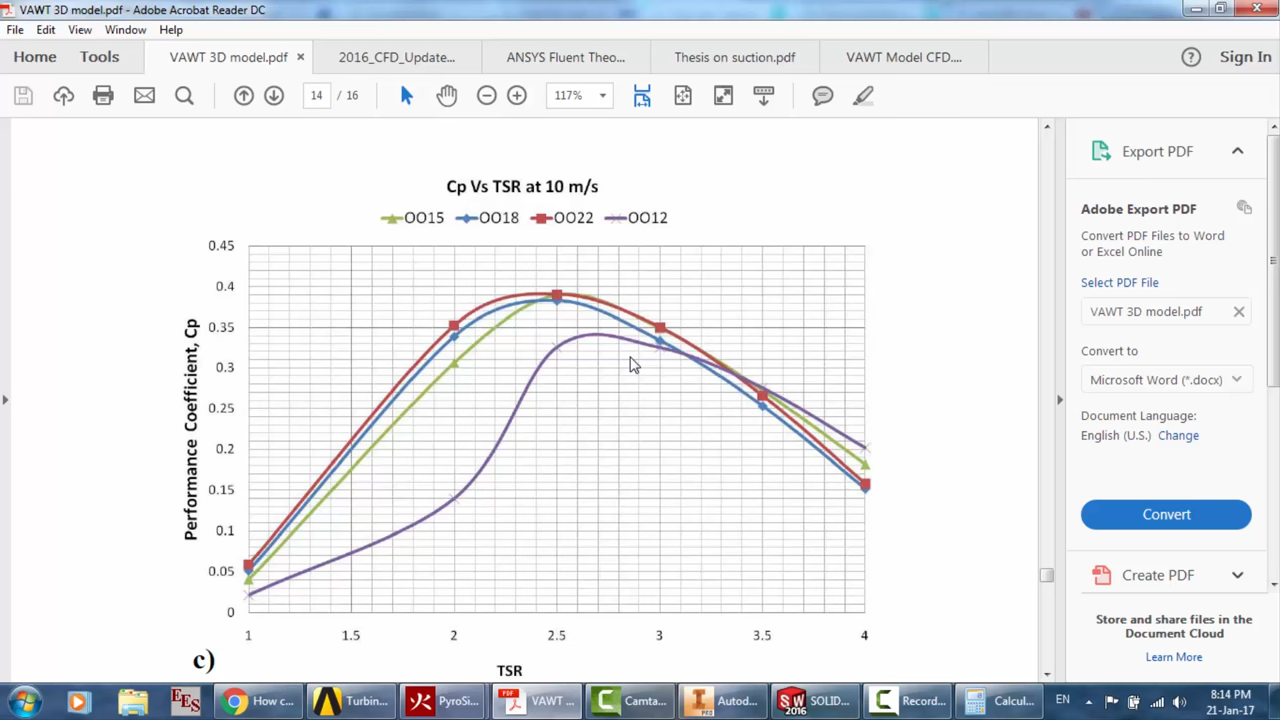 VAWT 3D model.pdf - Adobe Acrobat Reader DC
File Edit View Window Help
Home Tools VAWT 3D model.pdf × 2016_CFD_Update... ANSYS Fluent Theo... Thesis on suction.pdf VAWT Model CFD.... ? Sign In
14 / 16 117%
Cp Vs TSR at 10 m/s
OO15 OO18 OO22 OO12
Performance Coefficient, Cp
0.45
0.4
0.35
0.3
0.25
0.2
0.15
0.1
0.05
0
1 1.5 2 2.5 3 3.5 4
c)
TSR
Export PDF
Adobe Export PDF
Convert PDF Files to Word
or Excel Online
Select PDF File
VAWT 3D model.pdf
Convert to
Microsoft Word (*.docx)
Document Language:
English (U.S.) Change
Convert
Create PDF
Store and share files in the
Document Cloud
Learn More
EES How c... Turbin... PyroSi... PDF VAWT ... C Camta... I PRO Autod... SW 2016 SOLID... C Record... Calcul... EN
8:14 PM
21-Jan-17